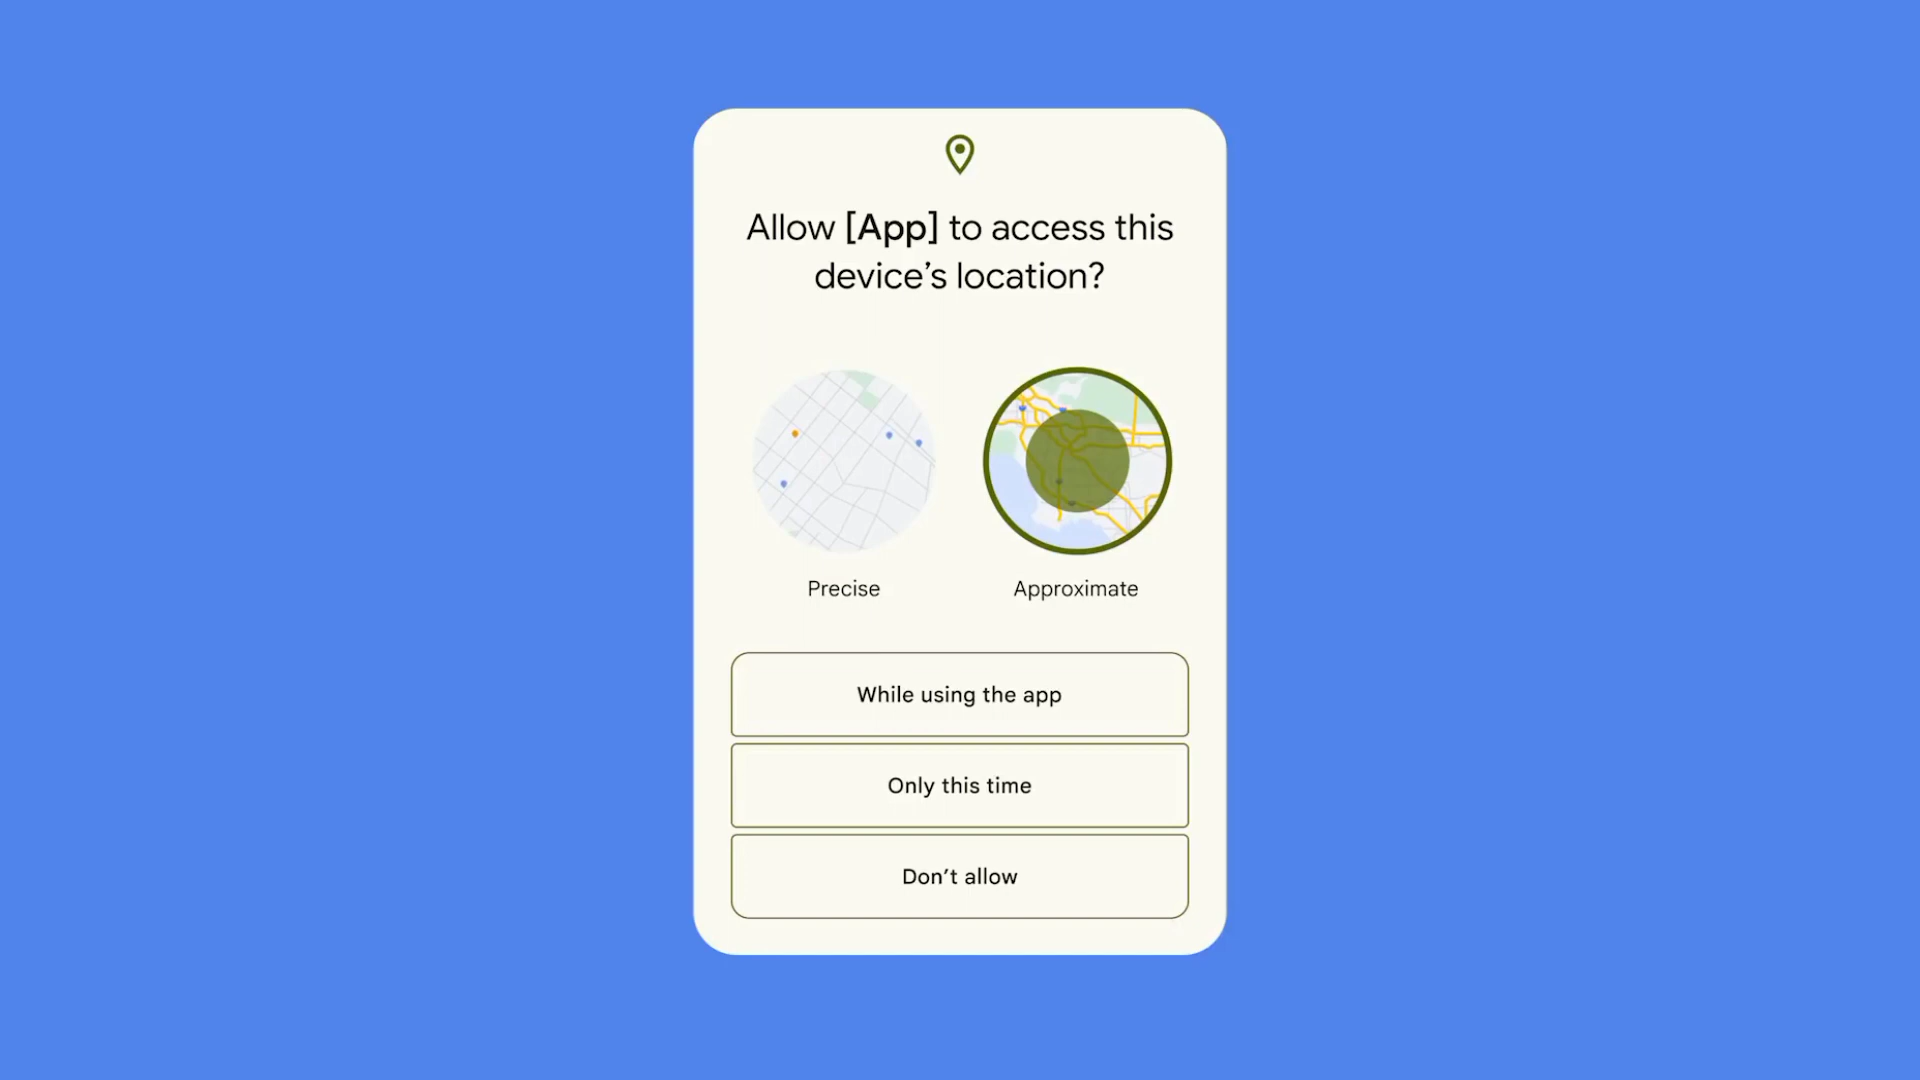 Allow [App] to access this
device’s location?
Precise
Approximate
While using the app
Only this time
Don’t allow